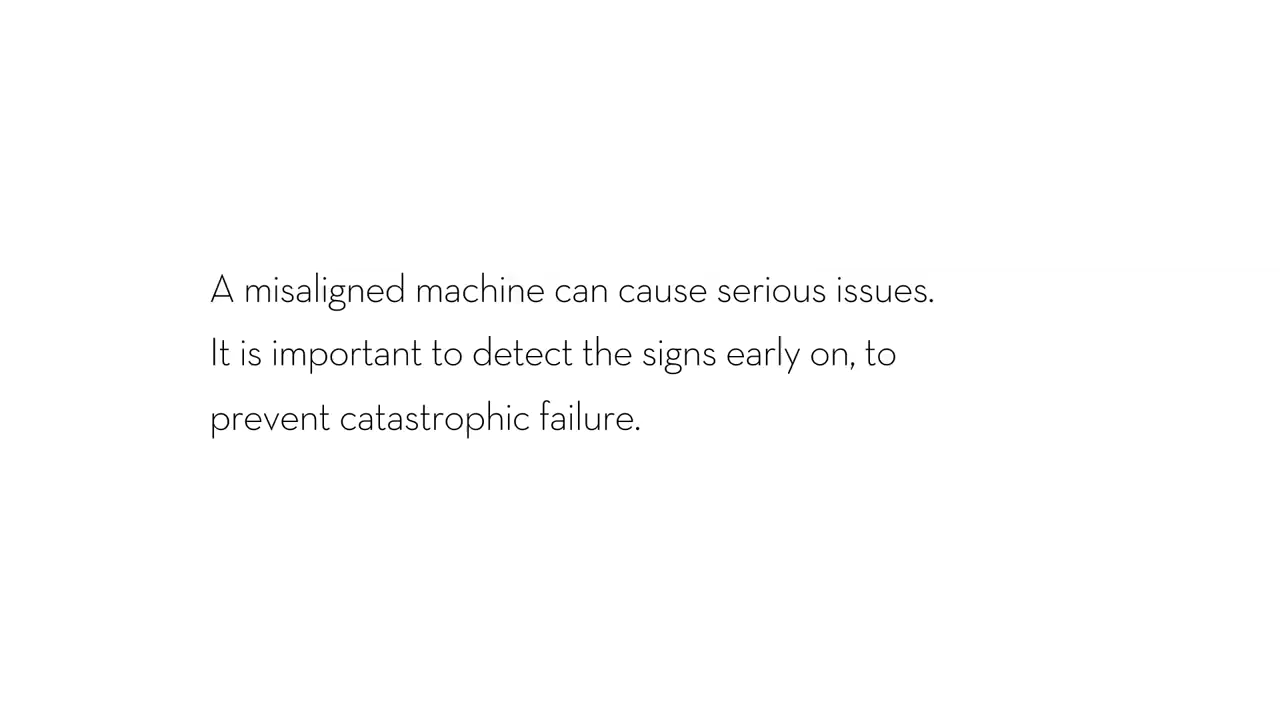 A misaligned machine can cause serious issues.
It is important to detect the signs early on, to
prevent catastrophic failure.